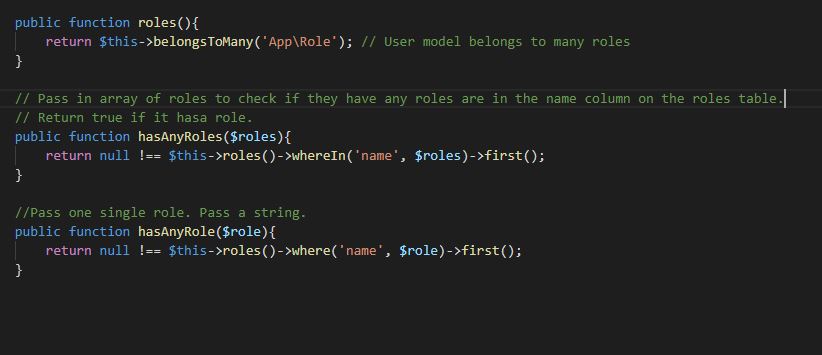 public function roles(){
return $this->belongsToMany('App\Role'); // User model belongs to many roles
}
// Pass in array of roles to check if they have any roles are in the name column on the roles table.
// Return true if it hasa role.
public function hasAnyRoles($roles){
return null !== $this->roles()->whereIn('name', $roles)->first();
}
//Pass one single role. Pass a string.
public function hasAnyRole($role){
return null !== $this->roles()->where('name', $role)->first();
}